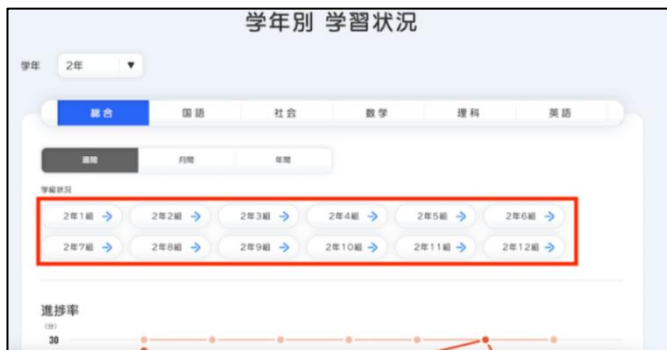 学年別 学習状況
学年 2年 ▼
総合 国語 社会 数学 理科 英語
週間 月間 年間
学級状況
2年1組 → 2年2組 → 2年3組 → 2年4組 → 2年5組 → 2年6組 →
2年7組 → 2年8組 → 2年9組 → 2年10組 → 2年11組 → 2年12組 →
進捗率
(分)
30